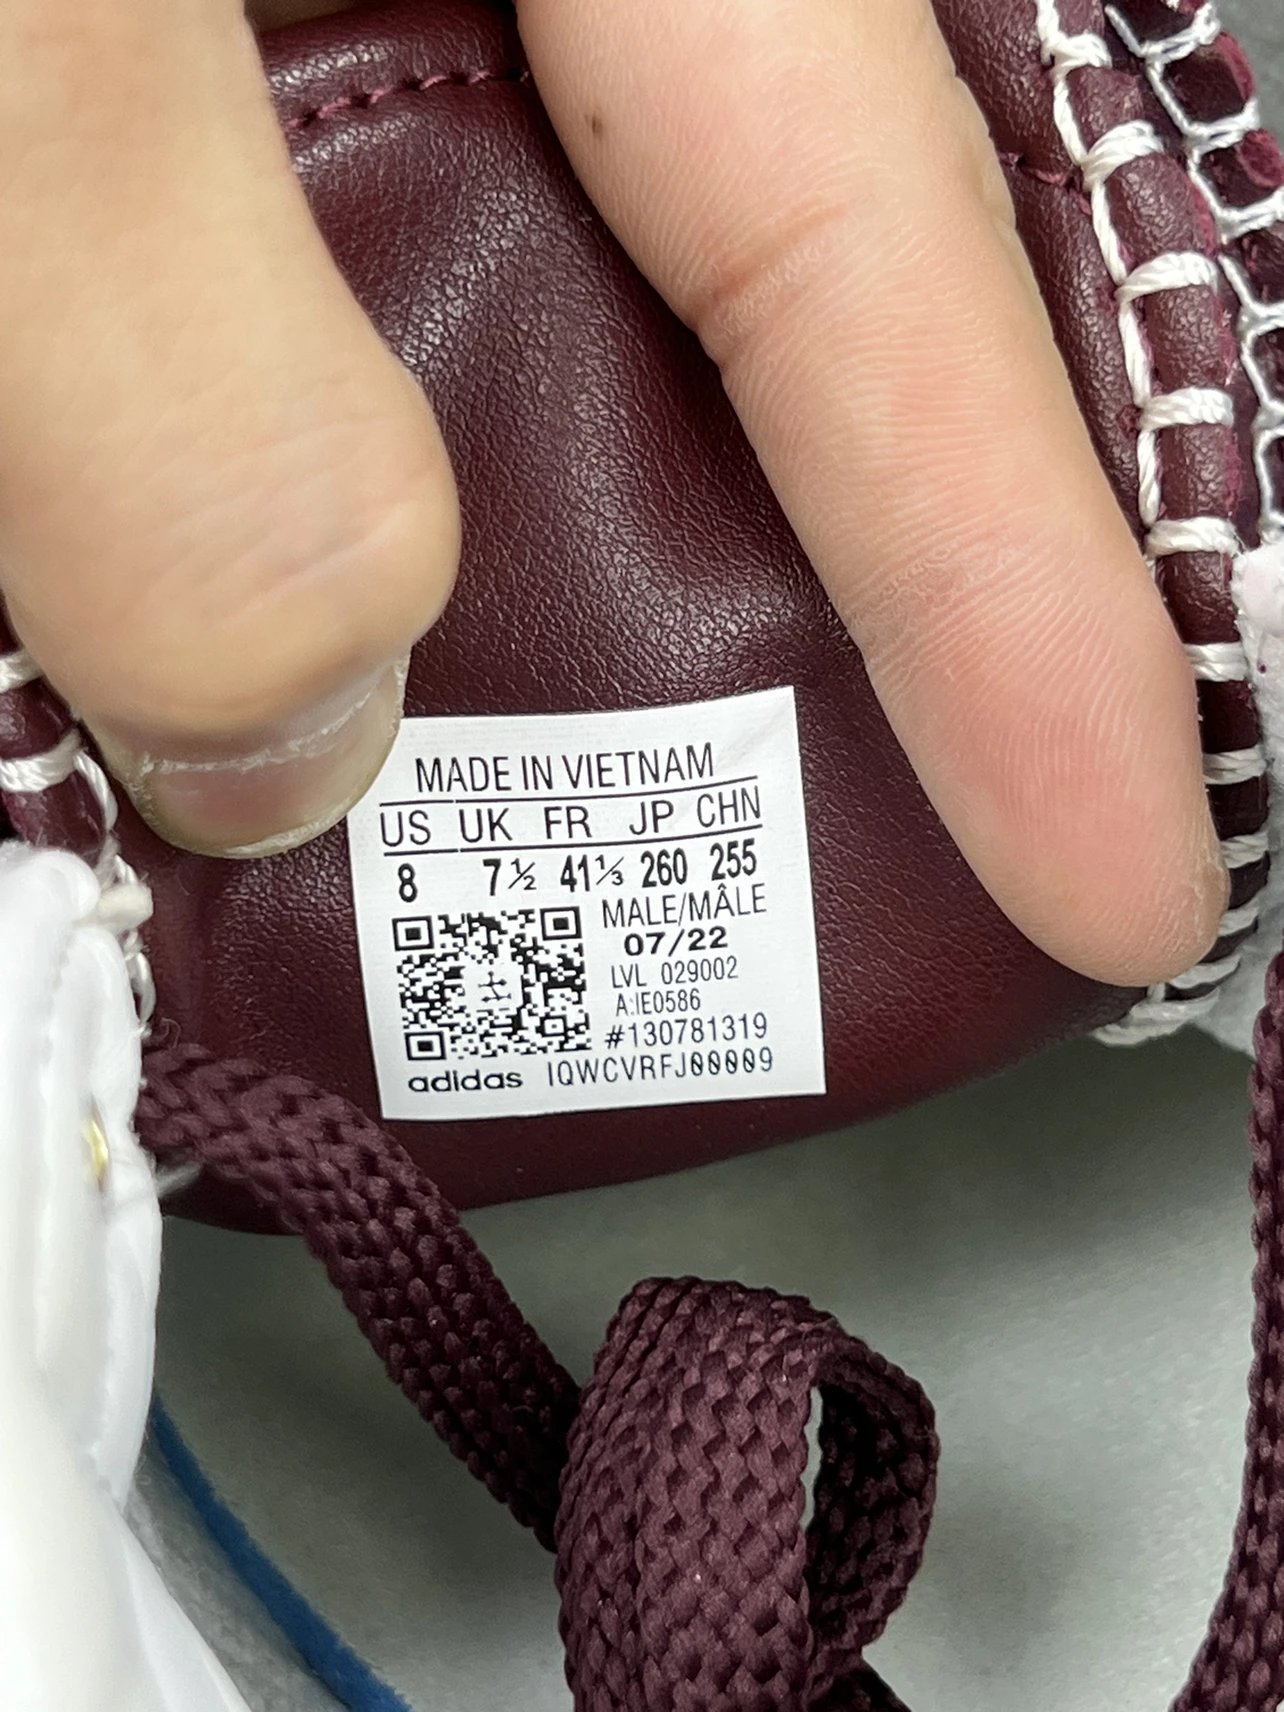 MADE IN VIETNAM
US UK FR JP CHN
8 7½ 41⅓ 260 255
MALE/MÂLE
07/22
LVL 029002
A:IE0586
#130781319
adidas IQWCVRFJ00009